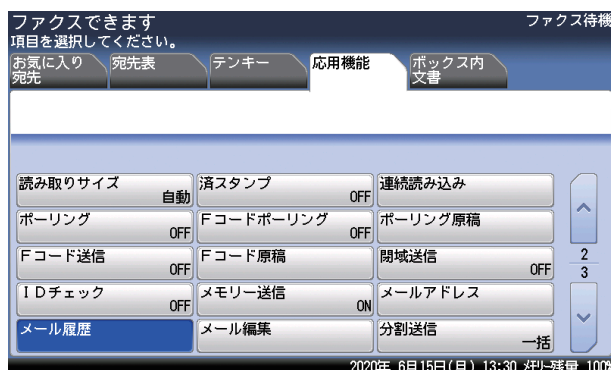 ファクスできます ファクス待機
項目を選択してください。
お気に入り宛先 宛先表 テンキー 応用機能 ボックス内文書
読み取りサイズ 自動 済スタンプ OFF 連続読み込み
ポーリング OFF Fコードポーリング OFF ポーリング原稿
Fコード送信 OFF Fコード原稿 閉域送信 OFF
2
3
IDチェック OFF メモリー送信 ON メールアドレス
メール履歴 メール編集 分割送信 一括
2020年 6月15日(月) 13:30 メモリー残量 100%